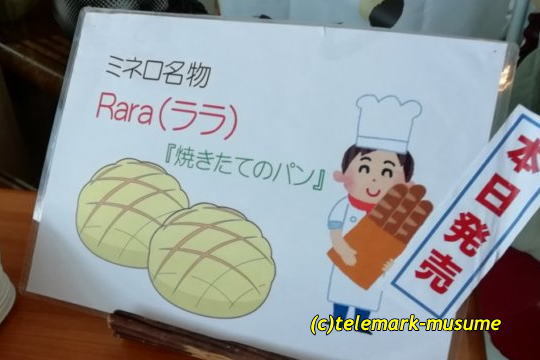 ミネロ名物
Rara(ララ)
『焼きたてのパン』
本日発売
(c)telemark-musume